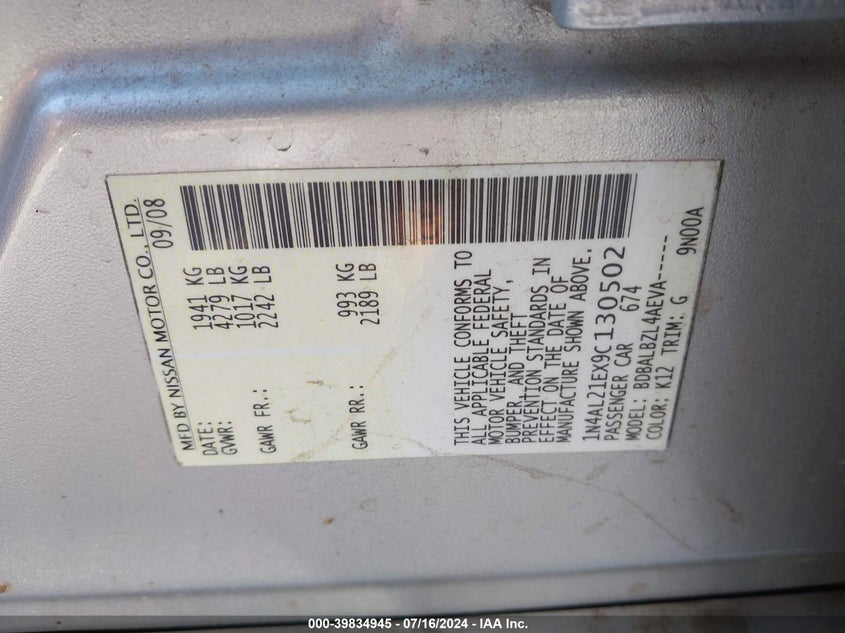 MFD BY NISSAN MOTOR CO., LTD.
DATE: 09/08
GVWR: 1941 KG
4279 LB
GAWR FR.: 1017 KG
2242 LB
GAWR RR.: 993 KG
2189 LB
THIS VEHICLE CONFORMS TO
ALL APPLICABLE FEDERAL
MOTOR VEHICLE SAFETY,
BUMPER, AND THEFT
PREVENTION STANDARDS IN
EFFECT ON THE DATE OF
MANUFACTURE SHOWN ABOVE.
1N4AL21EX9C130502
PASSENGER CAR 674
MODEL: BDBALBZL4AEVA-----
COLOR: K12 TRIM: G 9N00A
000-39834945 - 07/16/2024 - IAA Inc.